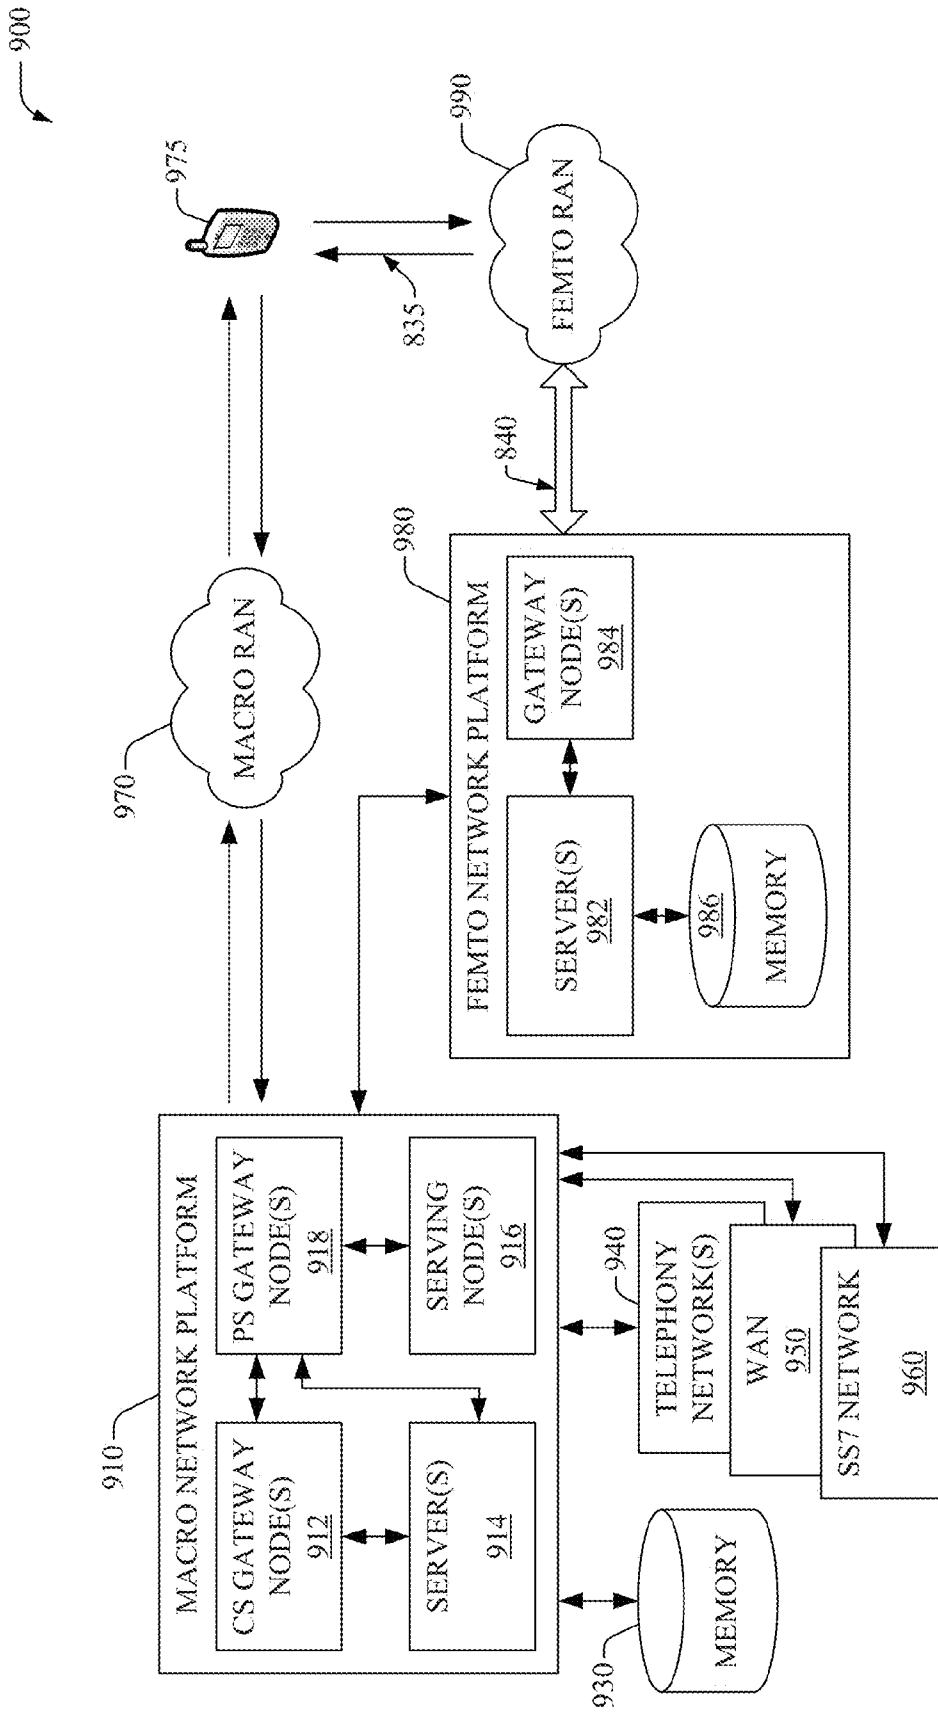 900
910
MACRO NETWORK PLATFORM
CS GATEWAY
NODE(S)
912
PS GATEWAY
NODE(S)
918
SERVER(S)
914
SERVING
NODE(S)
916
970
MACRO RAN
975
835
990
FEMTO RAN
840
980
FEMTO NETWORK PLATFORM
SERVER(S)
982
GATEWAY
NODE(S)
984
986
MEMORY
930
MEMORY
940
TELEPHONY
NETWORK(S)
WAN
950
SS7 NETWORK
960